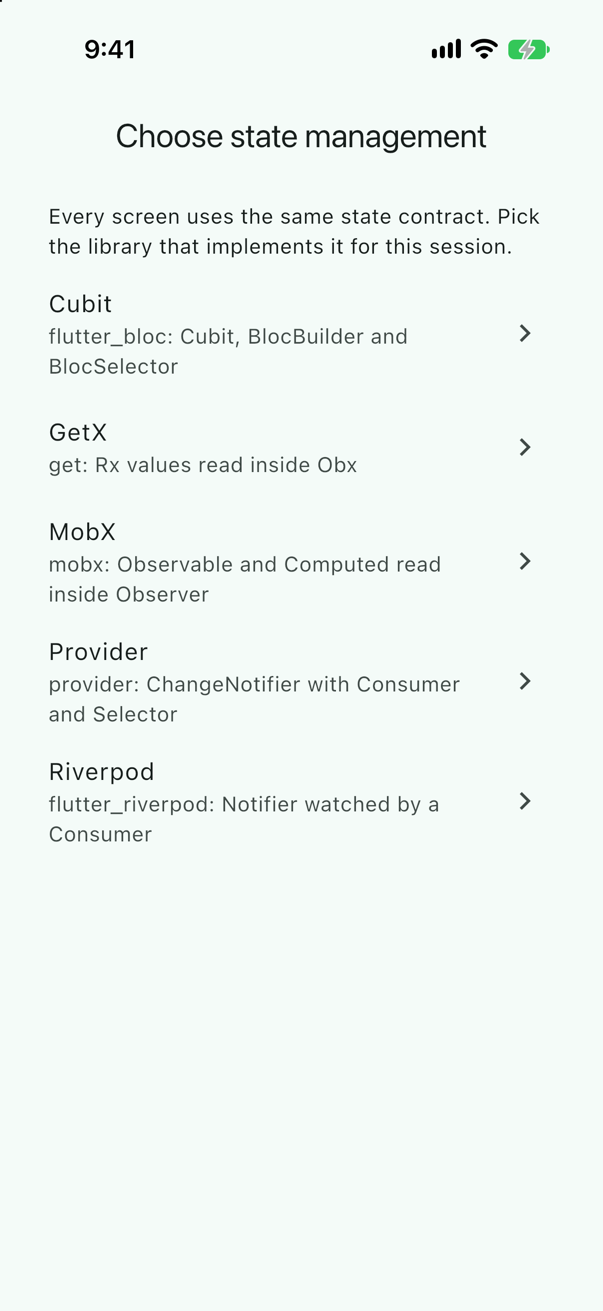 9:41
Choose state management
Every screen uses the same state contract. Pick
the library that implements it for this session.
Cubit
flutter_bloc: Cubit, BlocBuilder and
BlocSelector
GetX
get: Rx values read inside Obx
MobX
mobx: Observable and Computed read
inside Observer
Provider
provider: ChangeNotifier with Consumer
and Selector
Riverpod
flutter_riverpod: Notifier watched by a
Consumer